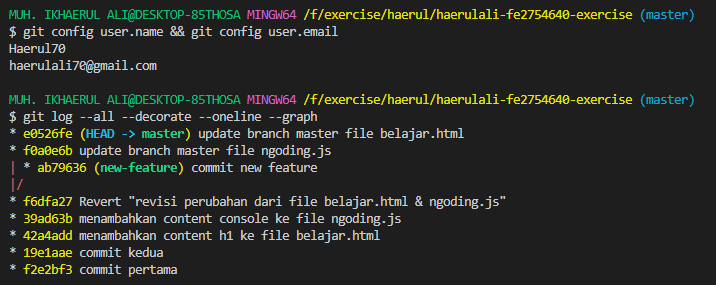 MUH. IKHAERUL ALI@DESKTOP-85THOSA MINGW64 /f/exercise/haerul/haerulali-fe2754640-exercise (master)
$ git config user.name && git config user.email
Haerul70
haerulali70@gmail.com
MUH. IKHAERUL ALI@DESKTOP-85THOSA MINGW64 /f/exercise/haerul/haerulali-fe2754640-exercise (master)
$ git log --all --decorate --oneline --graph
* e0526fe (HEAD -> master) update branch master file belajar.html
* f0a0e6b update branch master file ngoding.js
| * ab79636 (new-feature) commit new feature
|/
* f6dfa27 Revert "revisi perubahan dari file belajar.html & ngoding.js"
* 39ad63b menambahkan content console ke file ngoding.js
* 42a4add menambahkan content h1 ke file belajar.html
* 19e1aae commit kedua
* f2e2bf3 commit pertama